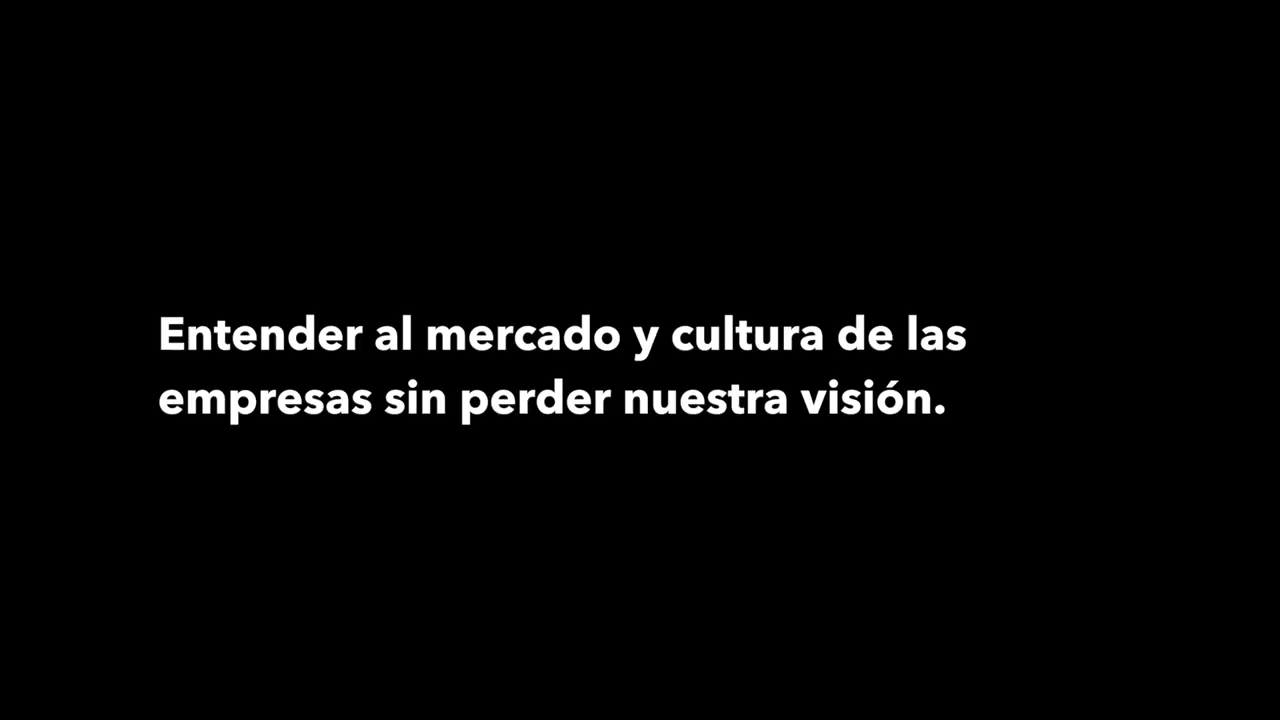 Entender al mercado y cultura de las
empresas sin perder nuestra visión.